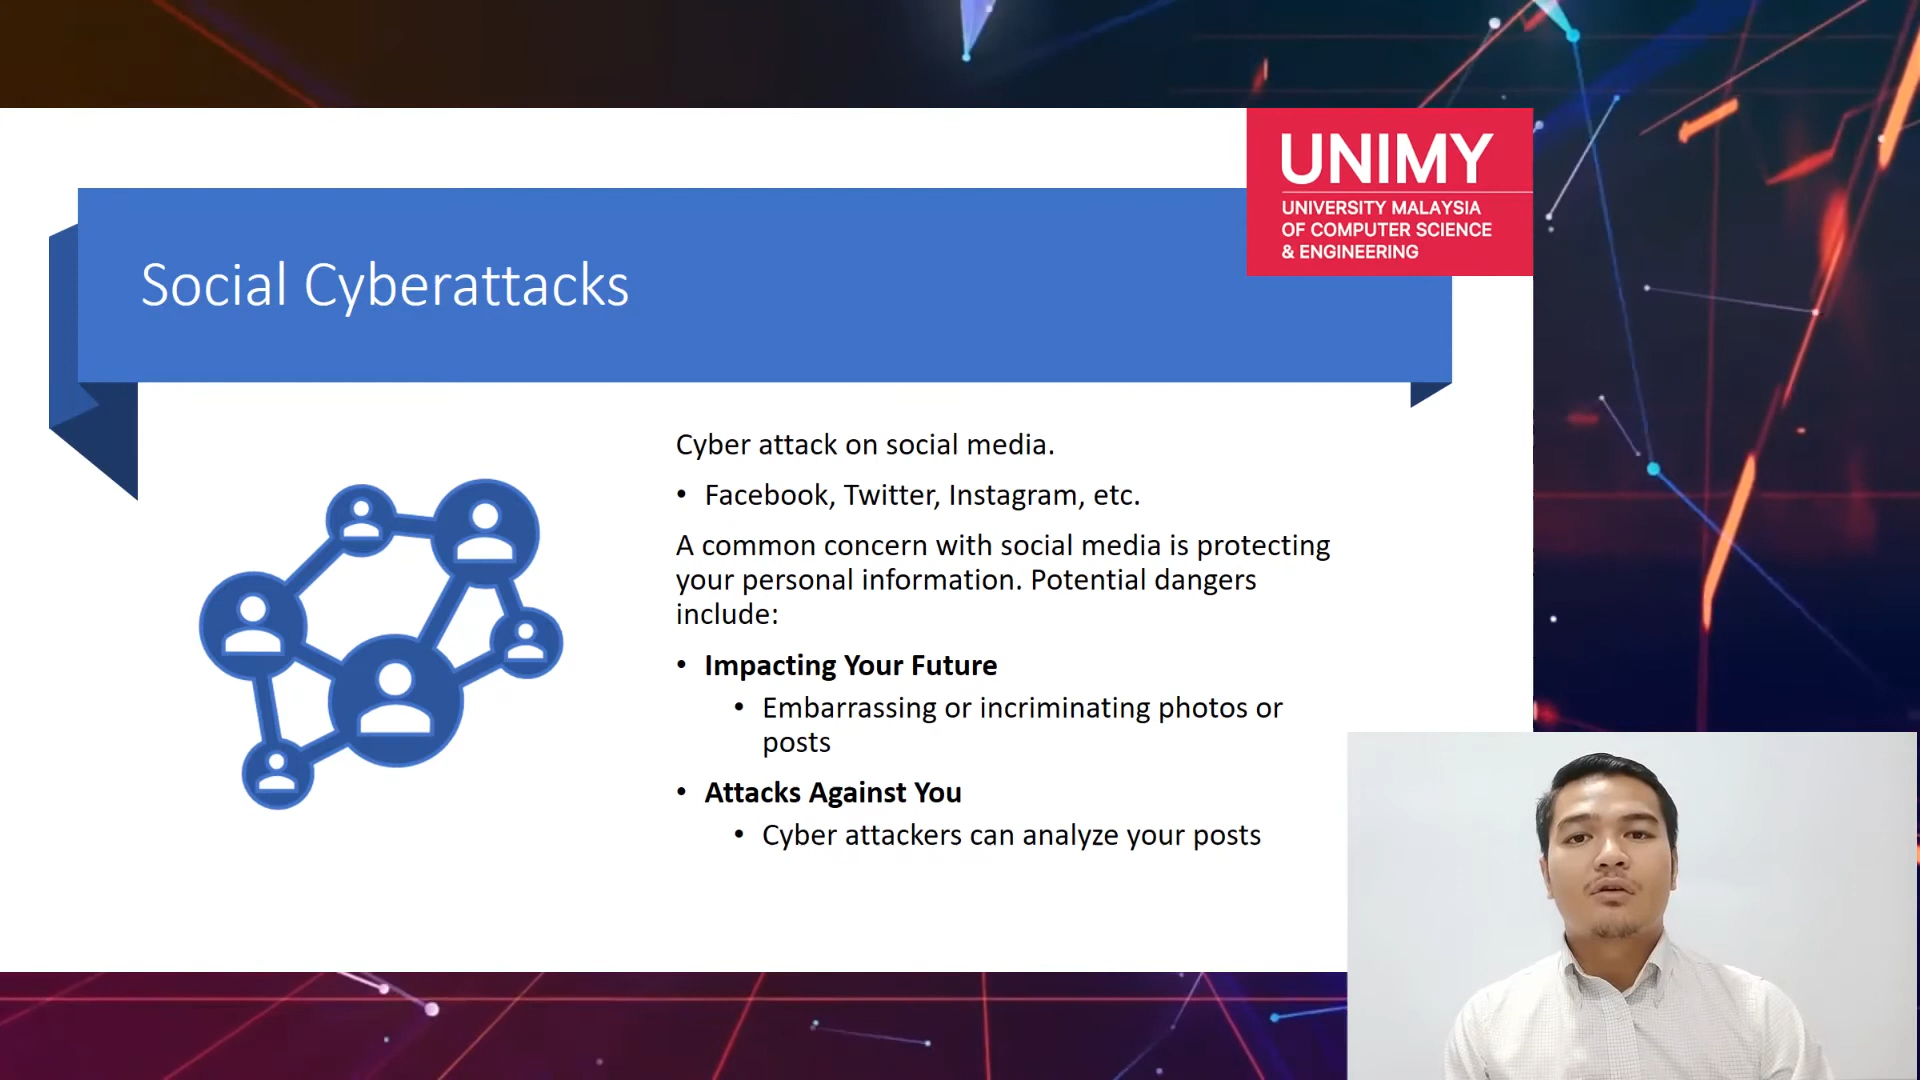 UNIMY
UNIVERSITY MALAYSIA
OF COMPUTER SCIENCE
& ENGINEERING
Social Cyberattacks
Cyber attack on social media.
• Facebook, Twitter, Instagram, etc.
A common concern with social media is protecting
your personal information. Potential dangers
include:
• Impacting Your Future
• Embarrassing or incriminating photos or
posts
• Attacks Against You
• Cyber attackers can analyze your posts